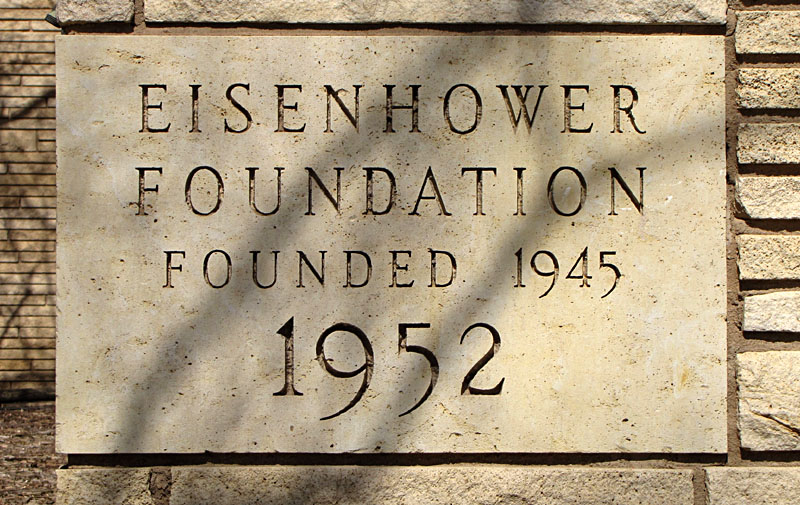 EISENHOWER
FOUNDATION
FOUNDED 1945
1952